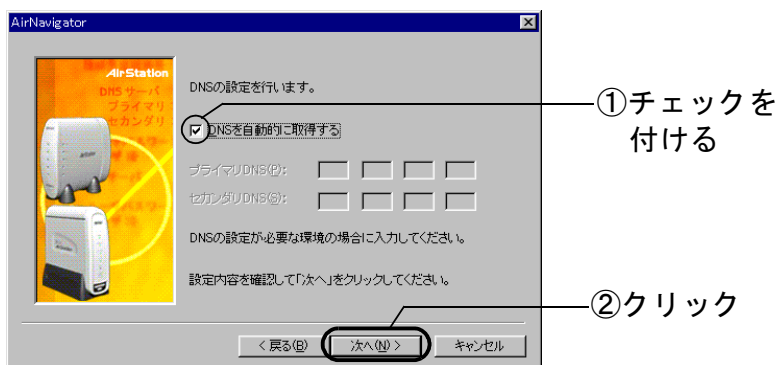 AirNavigator
AirStation
DNS サーバ
プライマリ
セカンダリ
DNSの設定を行います。
DNSを自動的に取得する
プライマリDNS(P):
セカンダリDNS(S):
DNSの設定が必要な環境の場合に入力してください。
設定内容を確認して「次へ」をクリックしてください。
< 戻る(B)
次へ(N) >
キャンセル
①チェックを
付ける
②クリック